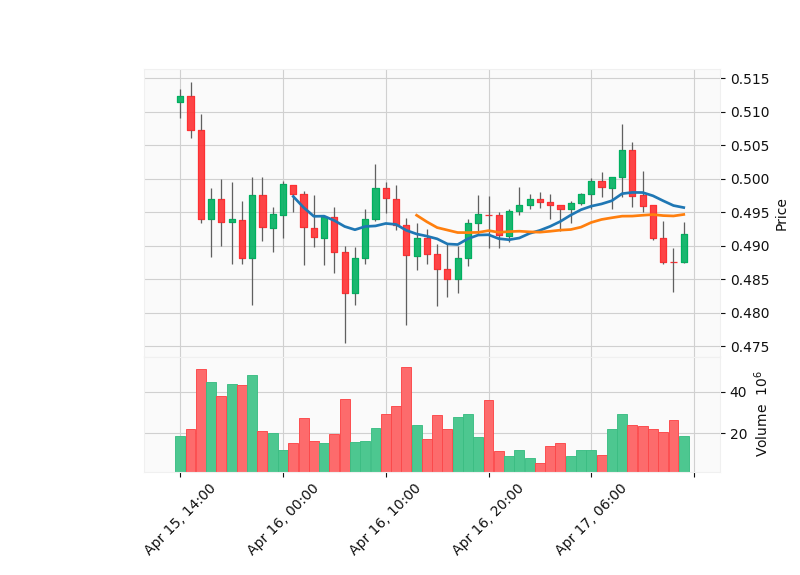 0.515
0.510
0.505
0.500
0.495
0.490
0.485
0.480
0.475
Price
40
20
Volume 10^6
Apr 15, 14:00
Apr 16, 00:00
Apr 16, 10:00
Apr 16, 20:00
Apr 17, 06:00